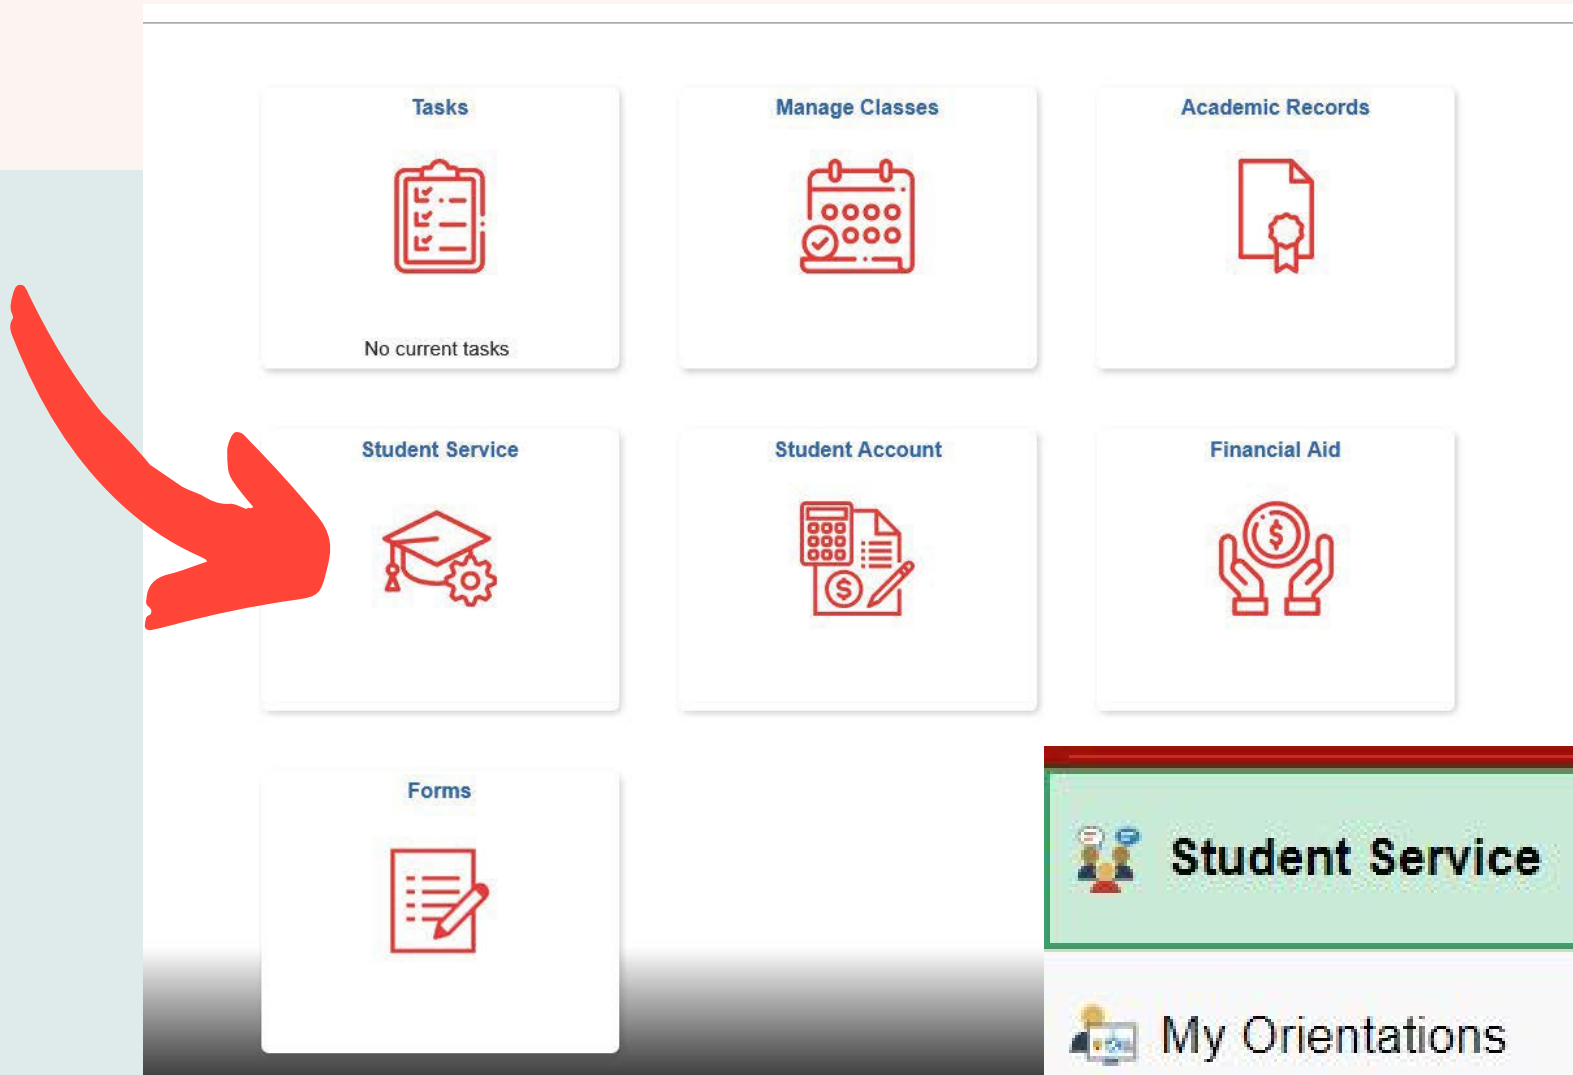 Tasks
Manage Classes
Academic Records
No current tasks
Student Service
Student Account
Financial Aid
Forms
Student Service
My Orientations